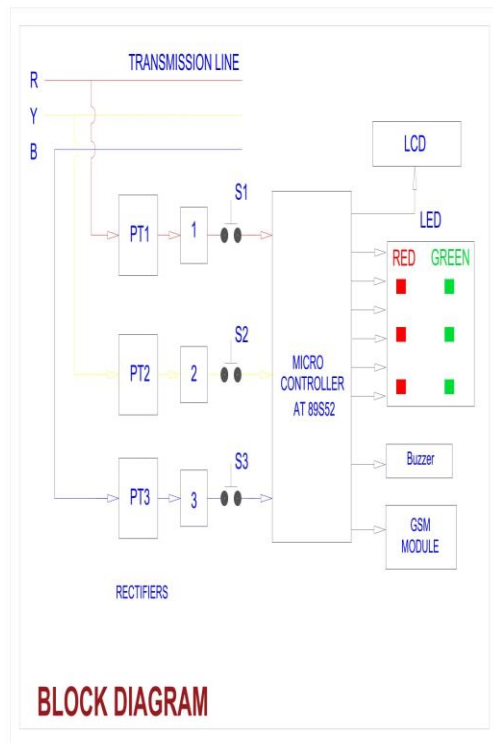 TRANSMISSION LINE
R
Y
B
LCD
S1
LED
PT1
1
RED GREEN
S2
MICRO
CONTROLLER
AT 89S52
PT2
2
S3
Buzzer
PT3
3
GSM
MODULE
RECTIFIERS
BLOCK DIAGRAM